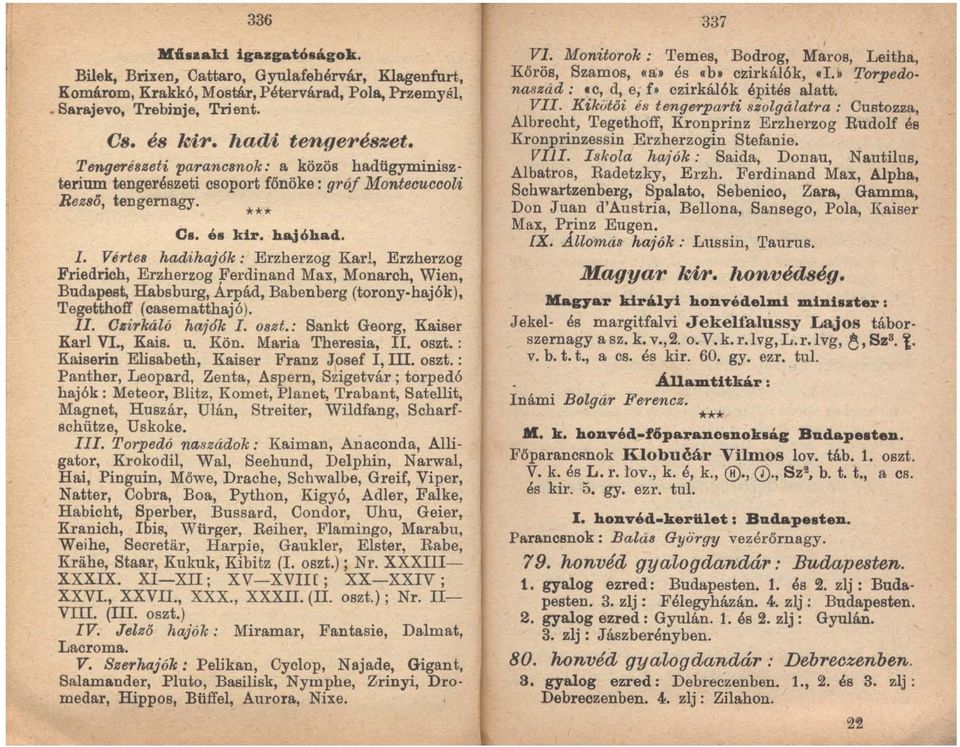 336
Műszaki igazgatóságok.
Bilek, Brixen, Cattaro, Gyulafehérvár, Klagenfurt,
Komárom, Krakkó, Mostár, Pétervárad, Pola, Przemyśl,
Sarajevo, Trebinje, Trient.
Cs. és kir. hadi tengerészet.
Tengerészeti parancsnok: a közös hadügyminisz-
terium tengerészeti csoport főnöke: gróf Montecuccoli
Rezső, tengernagy.
***
Cs. és kir. hajóhad.
I. Vértes hadihajók: Erzherzog Karl, Erzherzog
Friedrich, Erzherzog Ferdinand Max, Monarch, Wien,
Budapest, Habsburg, Árpád, Babenberg (torony-hajók),
Tegetthoff (casematthajó).
II. Czirkáló hajók I. oszt.: Sankt Georg, Kaiser
Karl VI., Kais. u. Kön. Maria Theresia, II. oszt.:
Kaiserin Elisabeth, Kaiser Franz Josef I, III. oszt.:
Panther, Leopard, Zenta, Aspern, Szigetvár; torpedó
hajók: Meteor, Blitz, Komet, Planet, Trabant, Satellit,
Magnet, Huszár, Ulán, Streiter, Wildfang, Scharf-
schütze, Uskoke.
III. Torpedó naszádok: Kaiman, Anaconda, Alli-
gator, Krokodil, Wal, Seehund, Delphin, Narwal,
Hai, Pinguin, Mőwe, Drache, Schwalbe, Greif, Viper,
Natter, Cobra, Boa, Python, Kigyó, Adler, Falke,
Habicht, Sperber, Bussard, Condor, Uhu, Geier,
Kranich, Ibis, Würger, Reiher, Flamingo, Marabu,
Weihe, Secretär, Harpie, Gaukler, Elster, Rabe,
Krähe, Staar, Kukuk, Kibitz (I. oszt.); Nr. XXXIII—
XXXIX. XI—XII; XV—XVIII; XX—XXIV;
XXVI., XXVII., XXX., XXXII. (II. oszt.); Nr. II—
VIII. (III. oszt.)
IV. Jelző hajók: Miramar, Fantasie, Dalmat,
Lacroma.
V. Szerhajók: Pelikan, Cyclop, Najade, Gigant,
Salamander, Pluto, Basilisk, Nymphe, Zrinyi, Dro-
medar, Hippos, Büffel, Aurora, Nixe.
337
VI. Monitorok: Temes, Bodrog, Maros, Leitha,
Kőrös, Szamos, «a» és «b» czirkálók, «I.» Torpedo-
naszád: «c, d, e, f» czirkálók épités alatt.
VII. Kikötői és tengerparti szolgálatra: Custozza,
Albrecht, Tegethoff, Kronprinz Erzherzog Rudolf és
Kronprinzessin Erzherzogin Stefanie.
VIII. Iskola hajók: Saida, Donau, Nautilus,
Albatros, Radetzky, Erzh. Ferdinand Max, Alpha,
Schwartzenberg, Spalato, Sebenico, Zara, Gamma,
Don Juan d'Austria, Bellona, Sansego, Pola, Kaiser
Max, Prinz Eugen.
IX. Állomás hajók: Lussin, Taurus.
Magyar kir. honvédség.
Magyar királyi honvédelmi miniszter:
Jekel- és margitfalvi Jekelfalussy Lajos tábor-
szernagy a sz. k. v., 2. o. V. k. r. lvg, L. r. lvg, Sz³.
v. b. t. t., a cs. és kir. 60. gy. ezr. tul.
Államtitkár:
Inámi Bolgár Ferencz.
***
M. k. honvéd-főparancsnokság Budapesten.
Főparancsnok Klobučár Vilmos lov. táb. 1. oszt.
V. k. és L. r. lov., k. é, k., Ⓗ., Ⓙ., Sz², b. t. t., a cs.
és kir. 5. gy. ezr. tul.
I. honvéd-kerület: Budapesten.
Parancsnok: Balás György vezérőrnagy.
79. honvéd gyalogdandár: Budapesten.
1. gyalog ezred: Budapesten. 1. és 2. zlj: Buda-
pesten. 3. zlj: Félegyházán. 4. zlj: Budapesten.
2. gyalog ezred: Gyulán. 1. és 2. zlj: Gyulán.
3. zlj: Jászberényben.
80. honvéd gyalogdandár: Debreczenben.
3. gyalog ezred: Debreczenben. 1., 2. és 3. zlj:
Debreczenben. 4. zlj: Zilahon.
22